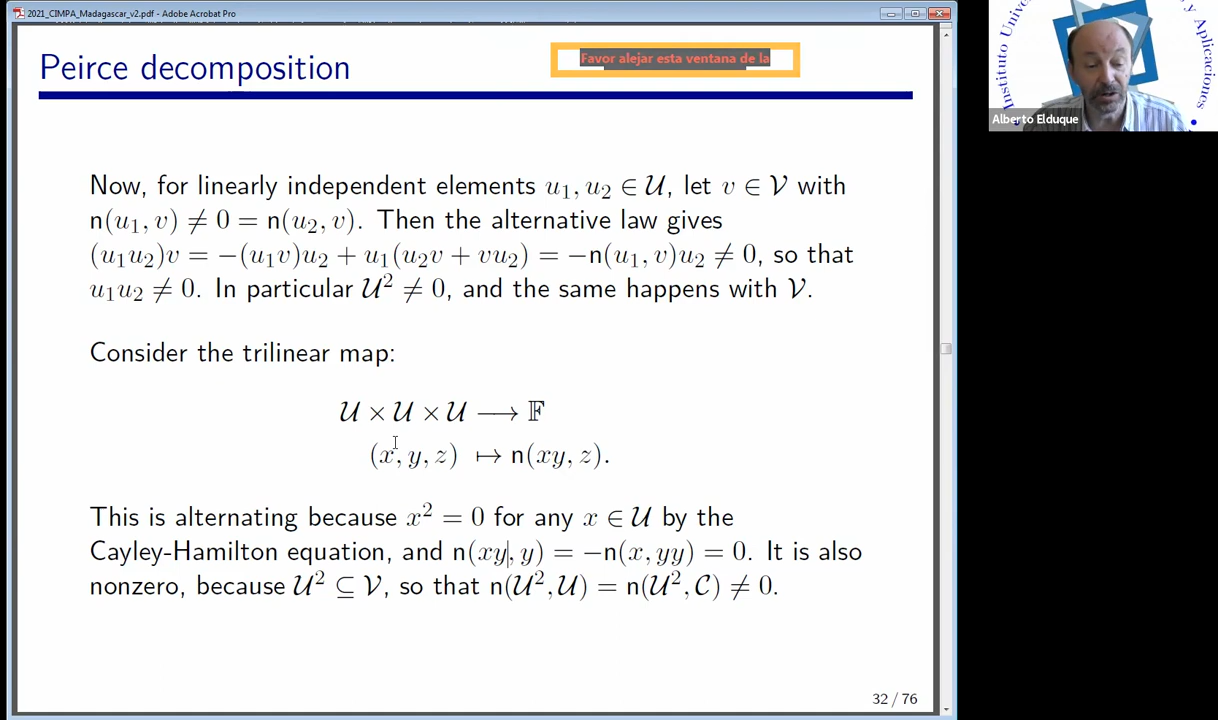 2021_CIMPA_Madagascar_v2.pdf - Adobe Acrobat Pro
Peirce decomposition
Favor alejar esta ventana de la
Now, for linearly independent elements u₁, u₂ ∈ 𝒰, let v ∈ 𝒱 with
n(u₁, v) ≠ 0 = n(u₂, v). Then the alternative law gives
(u₁u₂)v = −(u₁v)u₂ + u₁(u₂v + vu₂) = −n(u₁, v)u₂ ≠ 0, so that
u₁u₂ ≠ 0. In particular 𝒰² ≠ 0, and the same happens with 𝒱.
Consider the trilinear map:
𝒰 × 𝒰 × 𝒰 ⟶ 𝔽
(x, y, z) ↦ n(xy, z).
This is alternating because x² = 0 for any x ∈ 𝒰 by the
Cayley-Hamilton equation, and n(xy, y) = −n(x, yy) = 0. It is also
nonzero, because 𝒰² ⊆ 𝒱, so that n(𝒰², 𝒰) = n(𝒰², 𝒞) ≠ 0.
32 / 76
Instituto Univer
y Aplicaciones
Alberto Elduque